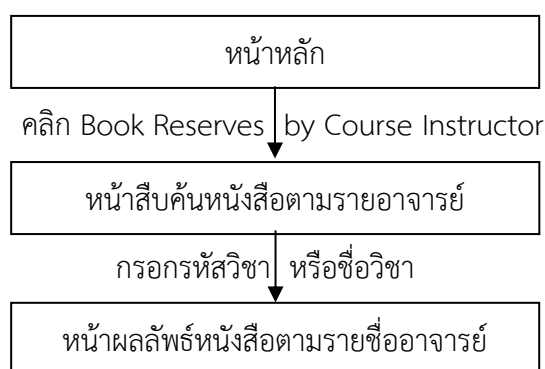 หน้าหลัก
คลิก Book Reserves by Course Instructor
หน้าสืบค้นหนังสือตามรายอาจารย์
กรอกรหัสวิชา หรือชื่อวิชา
หน้าผลลัพธ์หนังสือตามรายชื่ออาจารย์